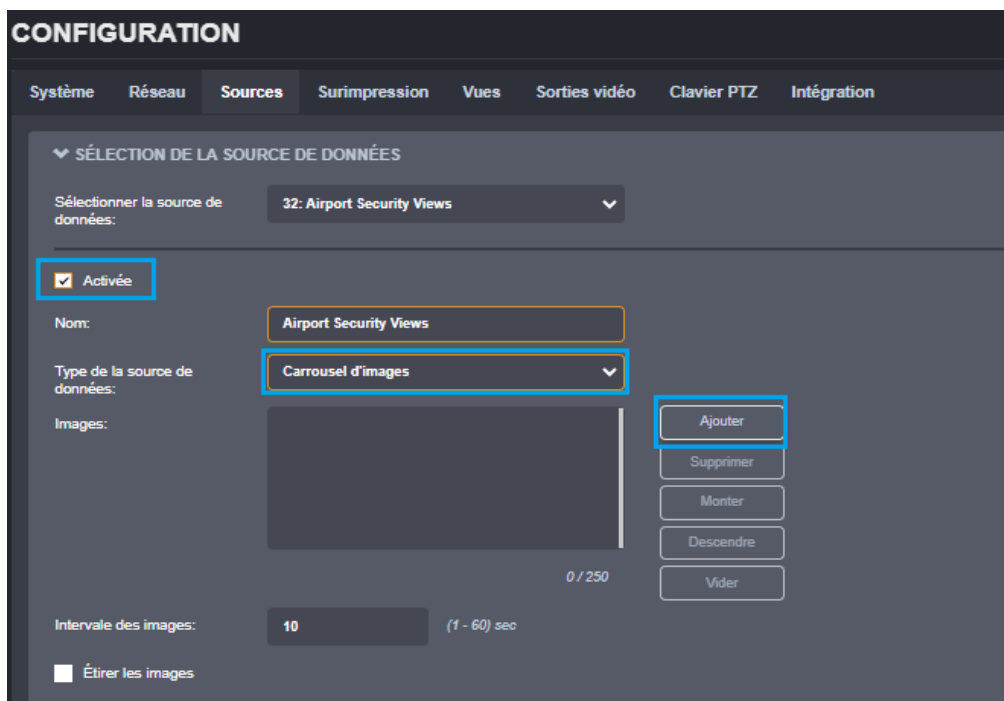 CONFIGURATION
Système Réseau Sources Surimpression Vues Sorties vidéo Clavier PTZ Intégration
SÉLECTION DE LA SOURCE DE DONNÉES
Sélectionner la source de
données:
32: Airport Security Views
Activée
Nom:
Airport Security Views
Type de la source de
données:
Carrousel d'images
Images:
Ajouter
Supprimer
Monter
Descendre
Vider
0 / 250
Intervale des images:
10
(1 - 60) sec
Étirer les images